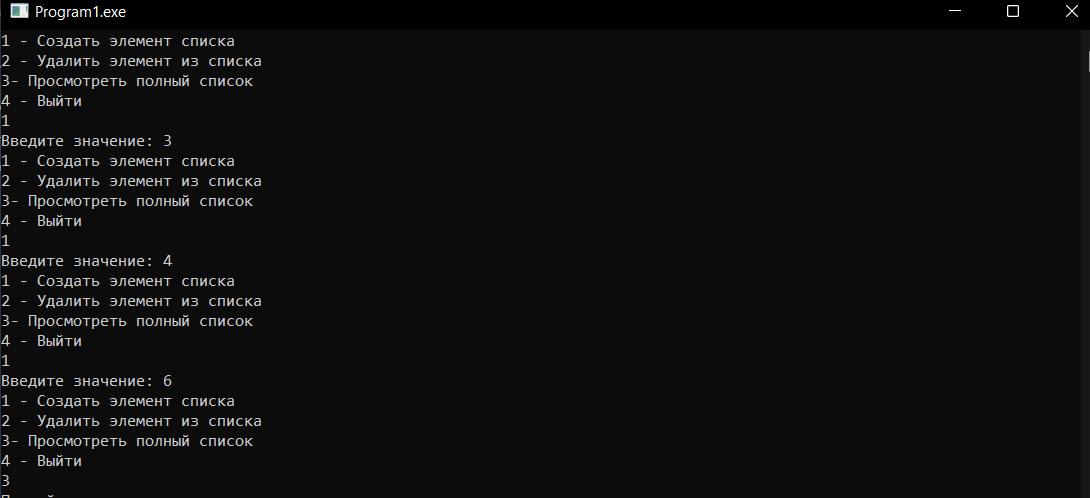 Program1.exe
1 - Создать элемент списка
2 - Удалить элемент из списка
3- Просмотреть полный список
4 - Выйти
1
Введите значение: 3
1 - Создать элемент списка
2 - Удалить элемент из списка
3- Просмотреть полный список
4 - Выйти
1
Введите значение: 4
1 - Создать элемент списка
2 - Удалить элемент из списка
3- Просмотреть полный список
4 - Выйти
1
Введите значение: 6
1 - Создать элемент списка
2 - Удалить элемент из списка
3- Просмотреть полный список
4 - Выйти
3